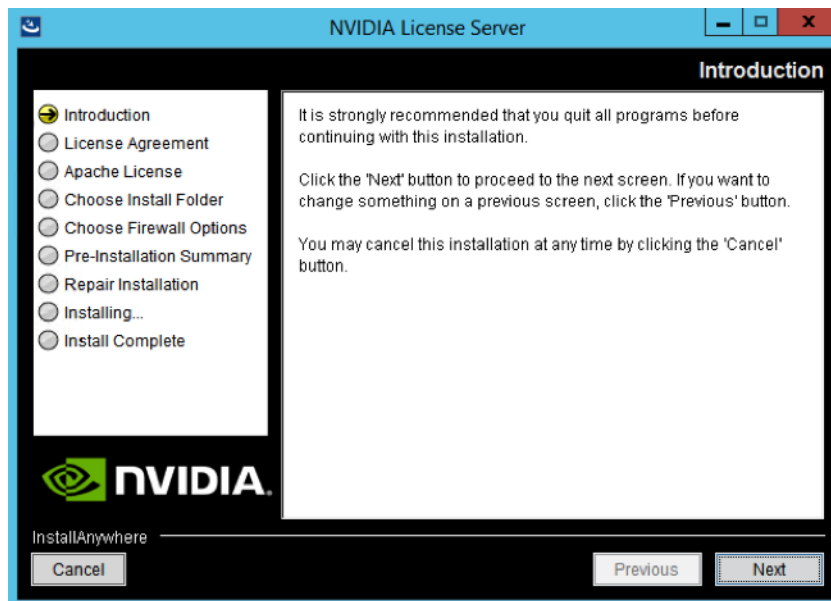 NVIDIA License Server
Introduction
Introduction
License Agreement
Apache License
Choose Install Folder
Choose Firewall Options
Pre-Installation Summary
Repair Installation
Installing...
Install Complete
It is strongly recommended that you quit all programs before
continuing with this installation.
Click the 'Next' button to proceed to the next screen. If you want to
change something on a previous screen, click the 'Previous' button.
You may cancel this installation at any time by clicking the 'Cancel'
button.
NVIDIA.
InstallAnywhere
Cancel
Previous
Next